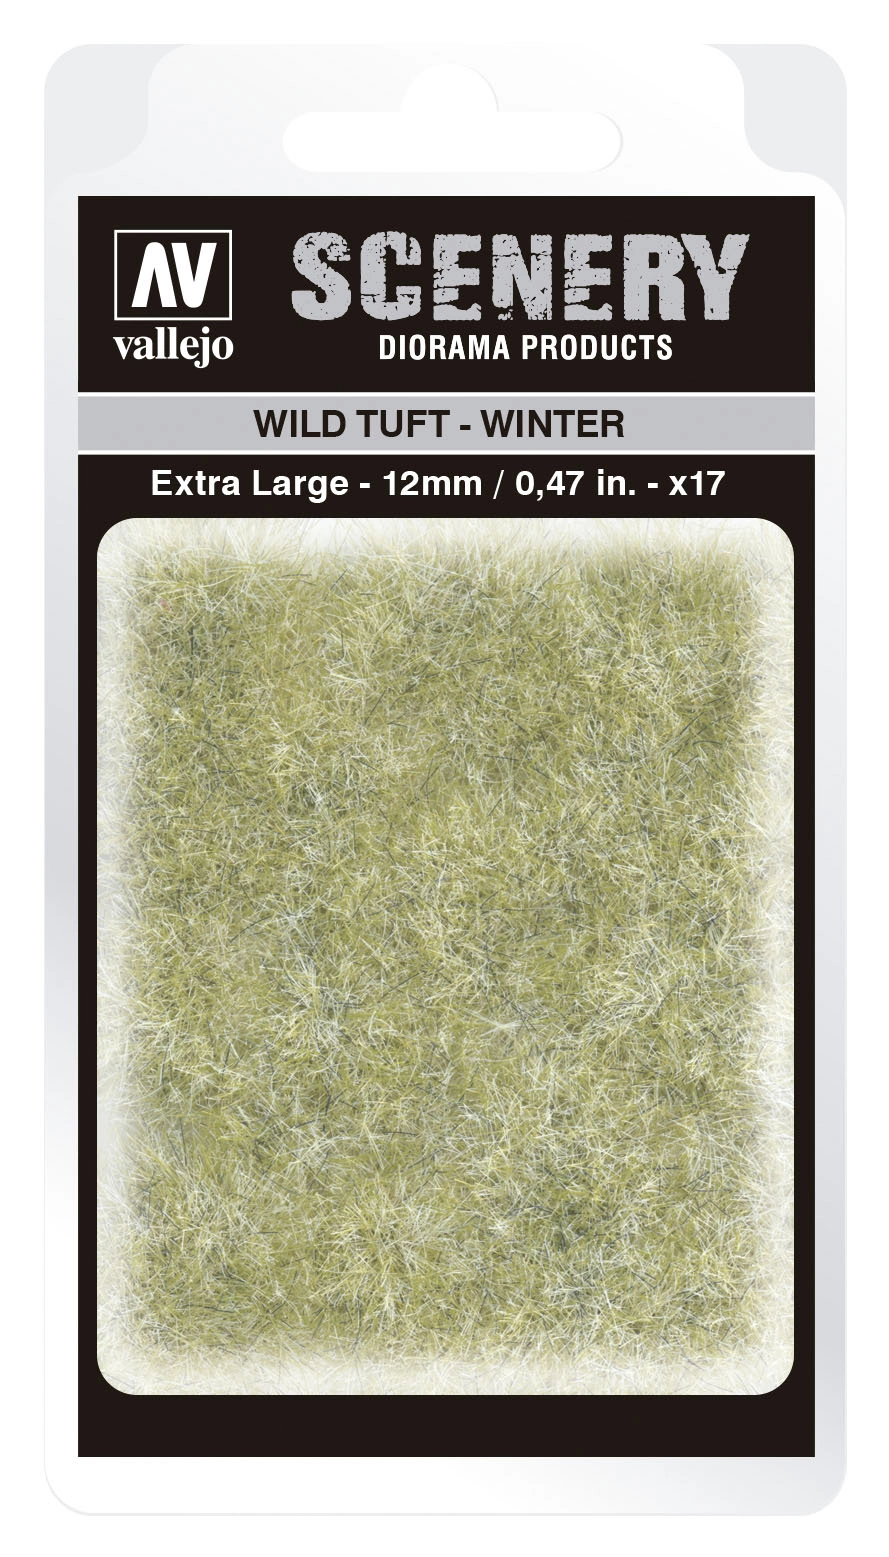 AV
vallejo
SCENERY
DIORAMA PRODUCTS
WILD TUFT - WINTER
Extra Large - 12mm / 0,47 in. - x17